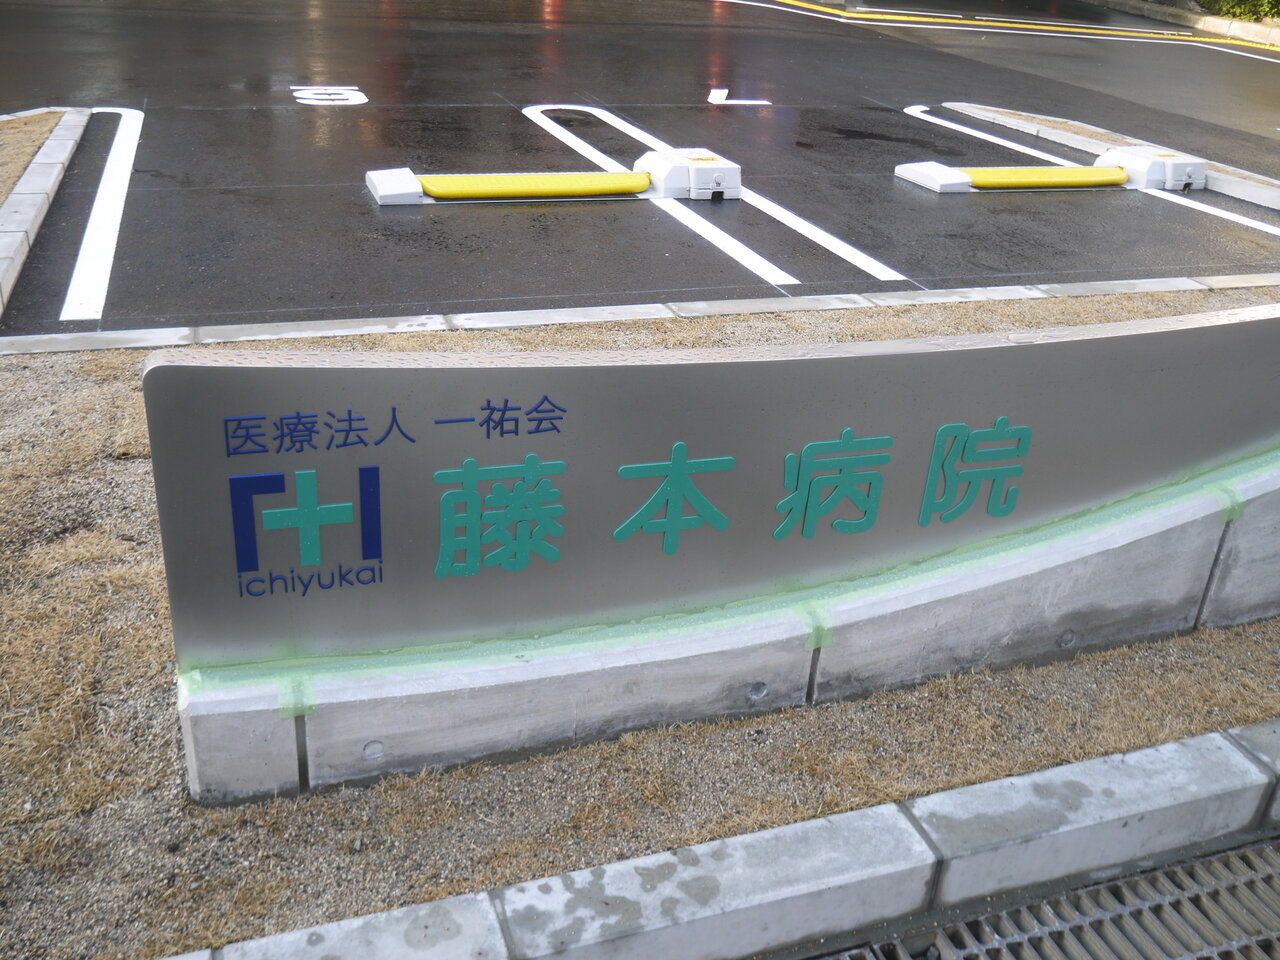 医療法人 一祐会
ichiyukai
藤本病院